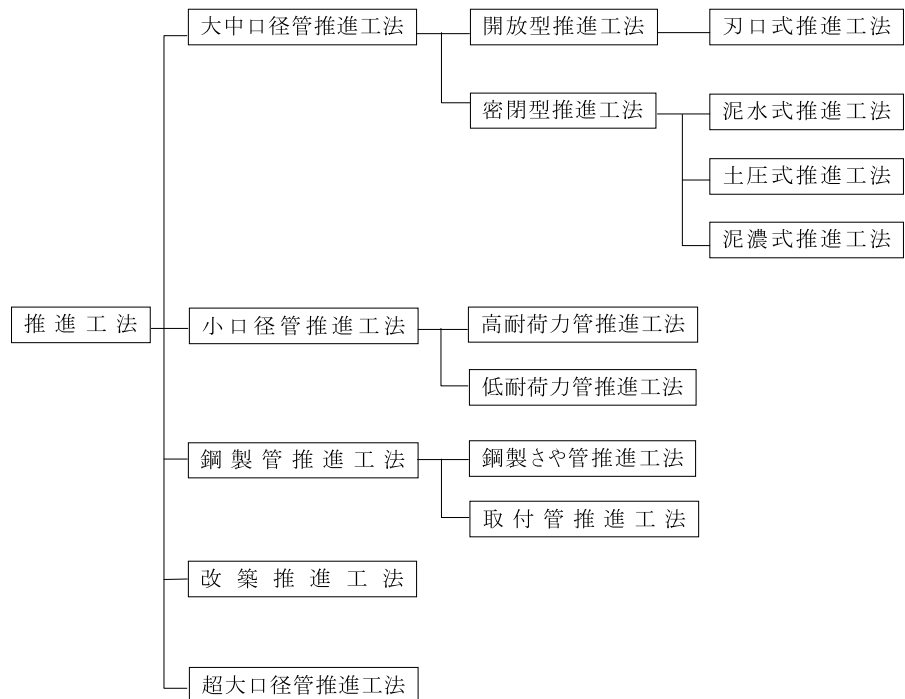 大中口径管推進工法
開放型推進工法
刃口式推進工法
密閉型推進工法
泥水式推進工法
土圧式推進工法
泥濃式推進工法
推進工法
小口径管推進工法
高耐荷力管推進工法
低耐荷力管推進工法
鋼製管推進工法
鋼製さや管推進工法
取付管推進工法
改築推進工法
超大口径管推進工法